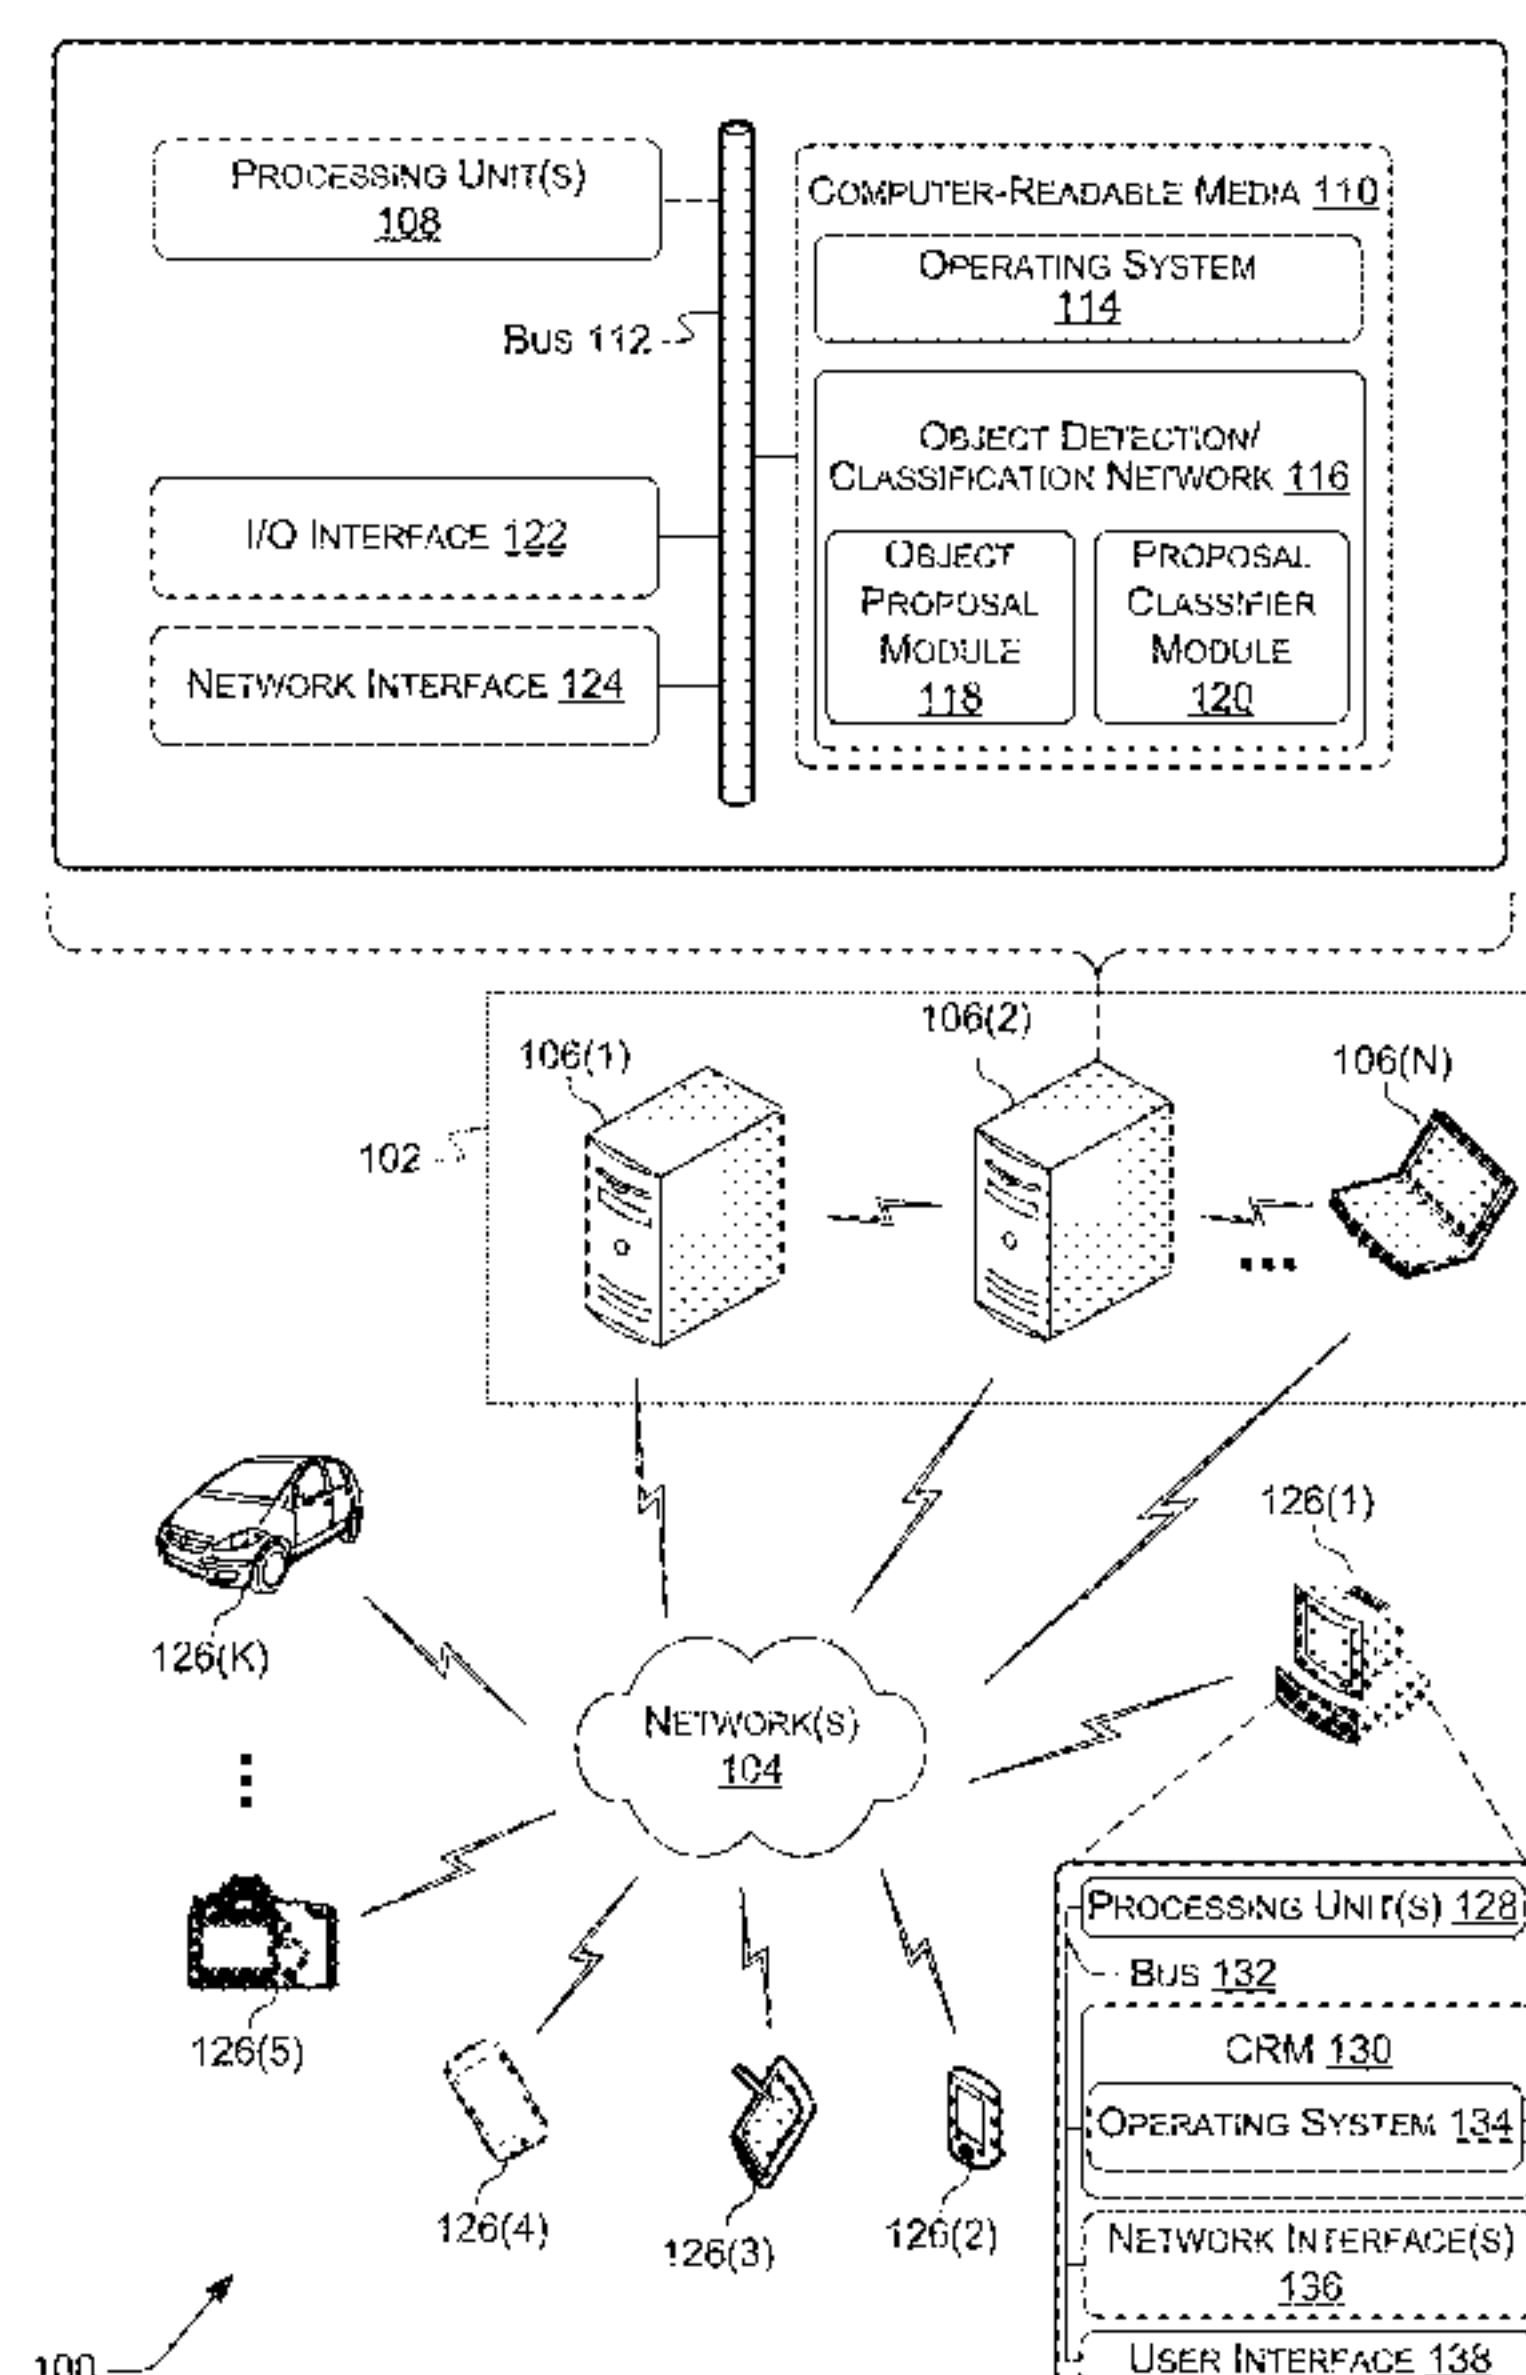 PROCESSING UNIT(S)
108
COMPUTER-READABLE MEDIA 110
OPERATING SYSTEM
114
BUS 112
OBJECT DETECTION/
CLASSIFICATION NETWORK 116
I/O INTERFACE 122
OBJECT
PROPOSAL
MODULE
118
PROPOSAL
CLASSIFIER
MODULE
120
NETWORK INTERFACE 124
106(1)
106(2)
106(N)
102
126(1)
126(K)
NETWORK(S)
104
126(5)
126(4)
126(3)
126(2)
PROCESSING UNIT(S) 128
BUS 132
CRM 130
OPERATING SYSTEM 134
NETWORK INTERFACE(S)
136
USER INTERFACE 138
100